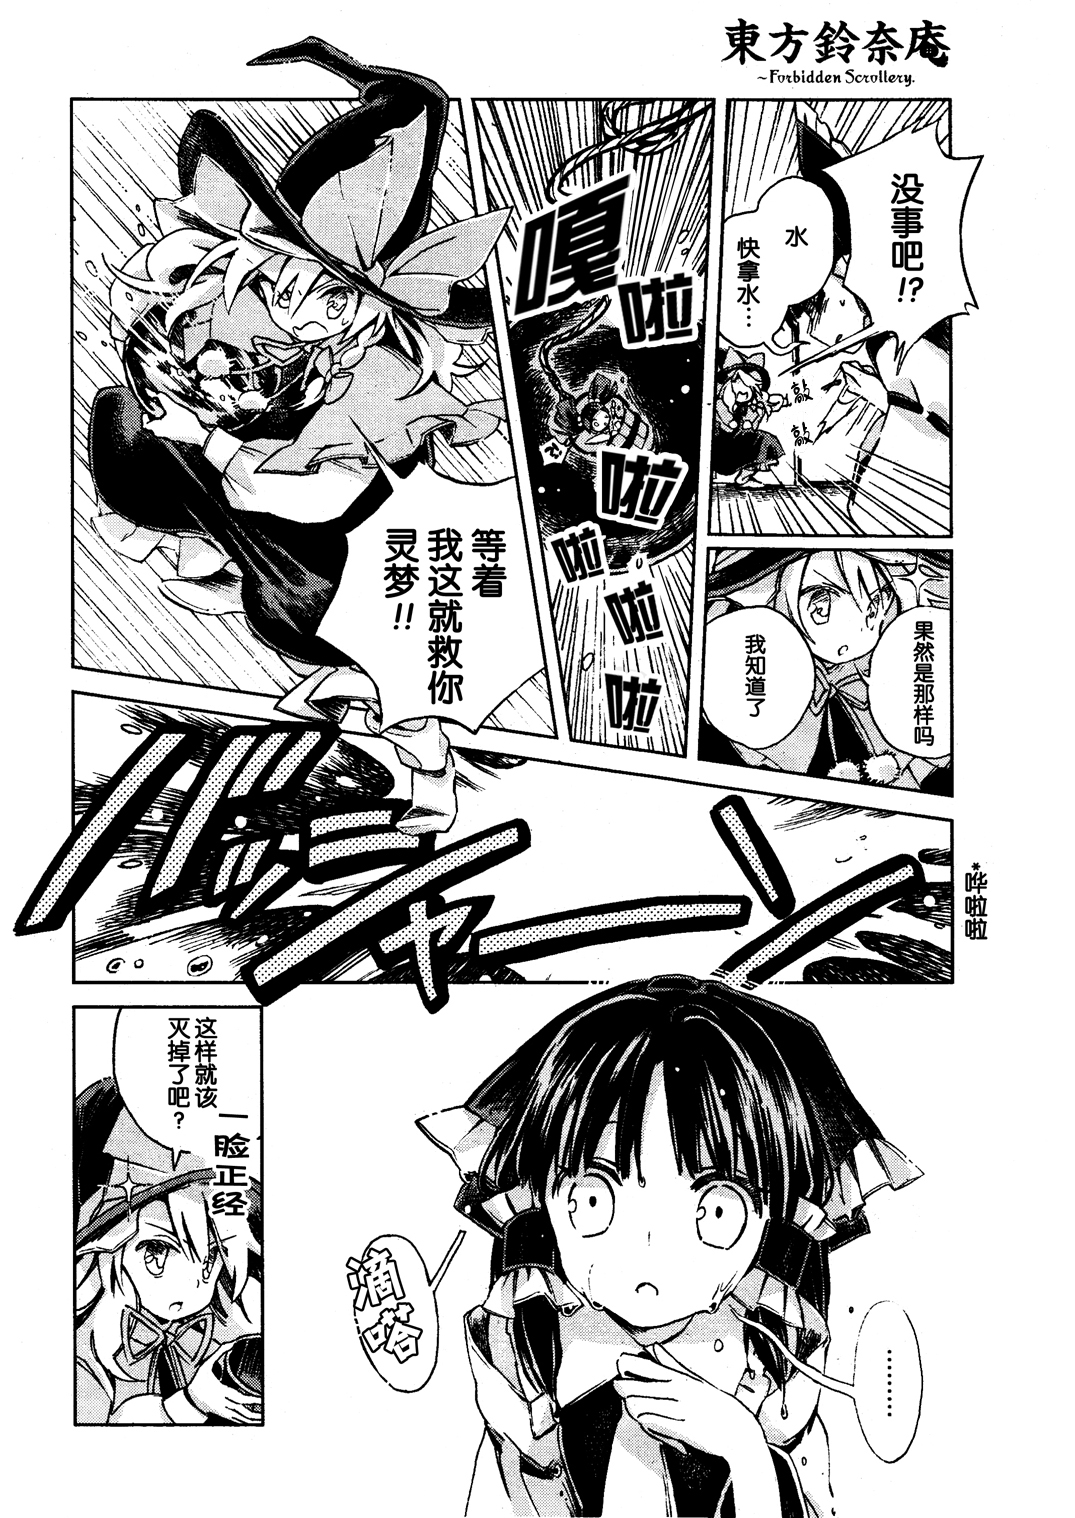 東方鈴奈庵
~Forbidden Scrollery.
没事吧!?
水
快拿水…
敲
敲
果然是那样吗
我知道了
嘎
啦
啦
啦
啦
啦
等着
我这就救你
灵梦!!
バッシャーン
*哗啦啦
这样就该
灭掉了吧?
一脸正经
滴
嗒
………